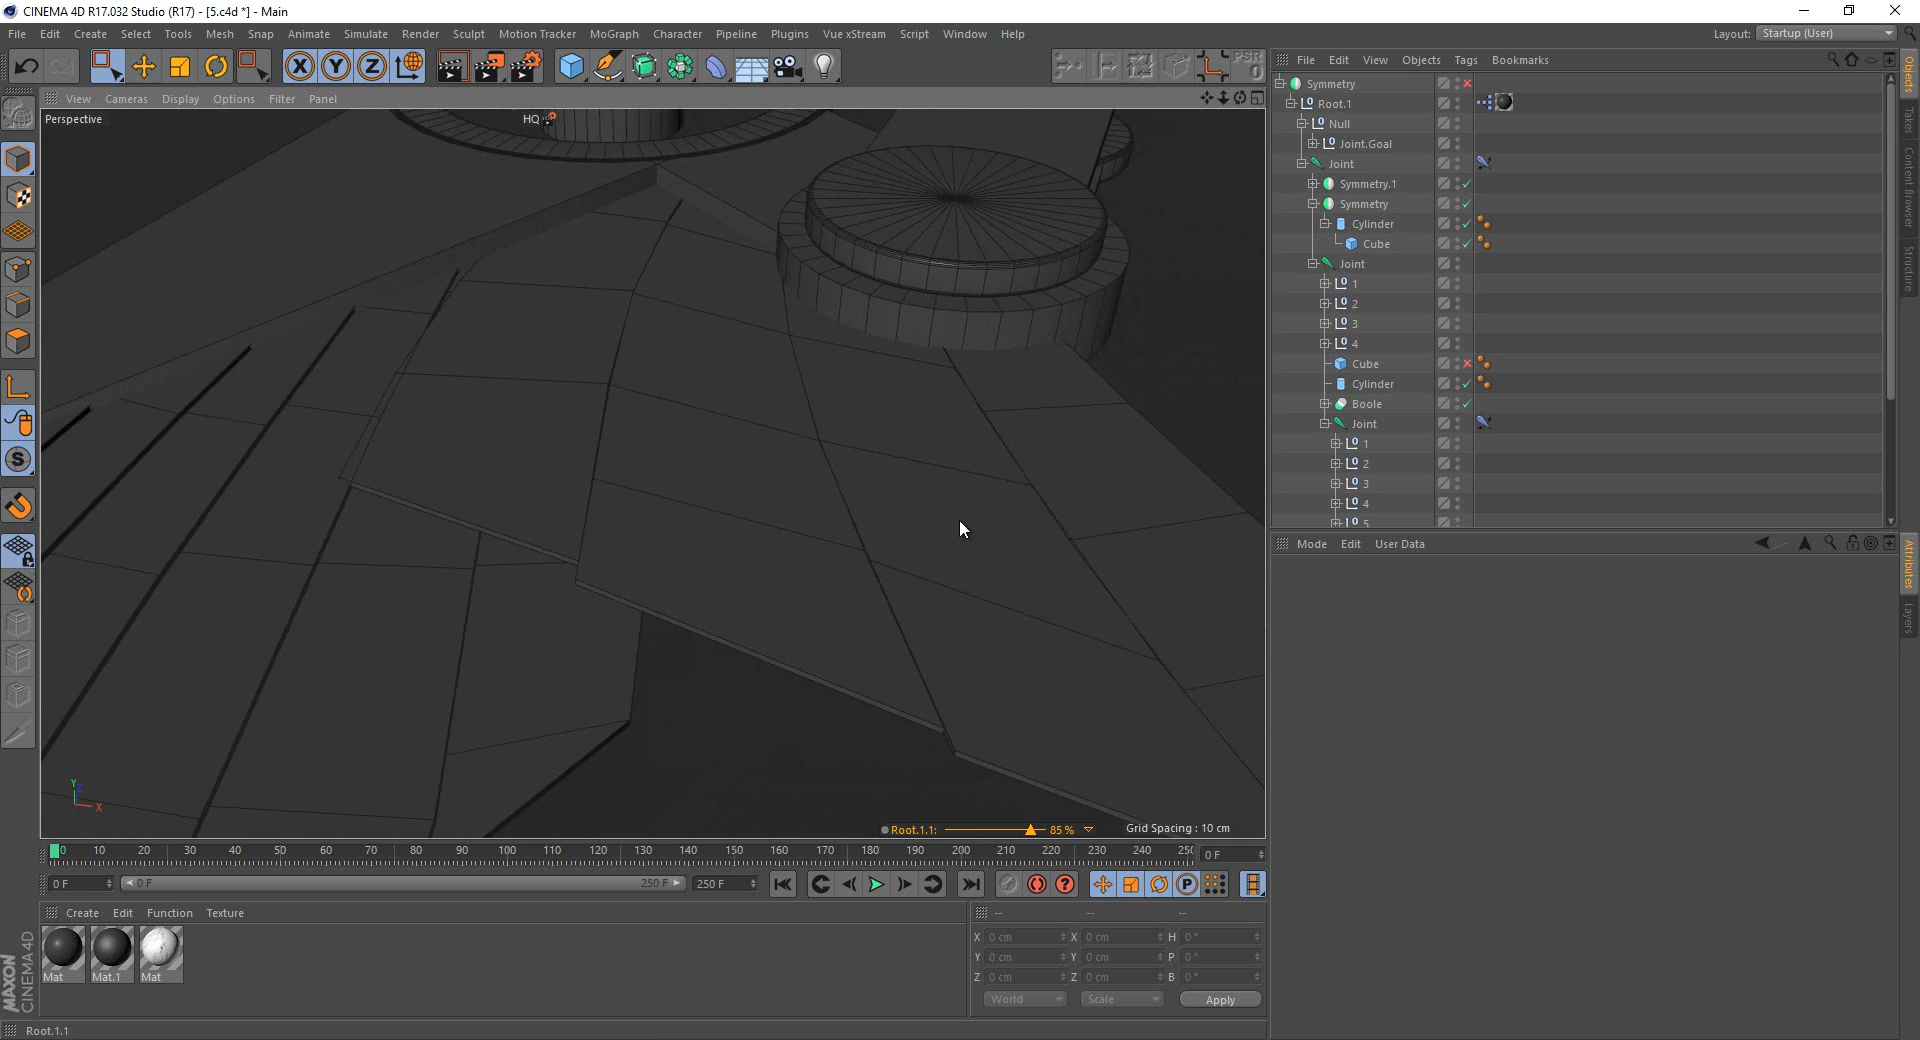 CINEMA 4D R17.032 Studio (R17) - [5.c4d *] - Main
File Edit Create Select Tools Mesh Snap Animate Simulate Render Sculpt Motion Tracker MoGraph Character Pipeline Plugins Vue xStream Script Window Help
Layout: Startup (User)
X Y Z
PSR
0
File Edit View Objects Tags Bookmarks
View Cameras Display Options Filter Panel
Perspective
HQ
Symmetry
Root.1
Null
Joint.Goal
Joint
Symmetry.1
Symmetry
Cylinder
Cube
Joint
1
2
3
4
Cube
Cylinder
Boole
Joint
1
2
3
4
5
Objects
Takes
Content Browser
Structure
Mode Edit User Data
Attributes
Layers
S
Y
Z
X
Root.1.1: 85 %
Grid Spacing : 10 cm
0 10 20 30 40 50 60 70 80 90 100 110 120 130 140 150 160 170 180 190 200 210 220 230 240 250
0 F
0 F
0 F 250 F
250 F
P
Create Edit Function Texture
Mat
Mat.1
Mat
-- -- --
X 0 cm X 0 cm H 0 °
Y 0 cm Y 0 cm P 0 °
Z 0 cm Z 0 cm B 0 °
World Scale Apply
MAXON
CINEMA 4D
Root.1.1